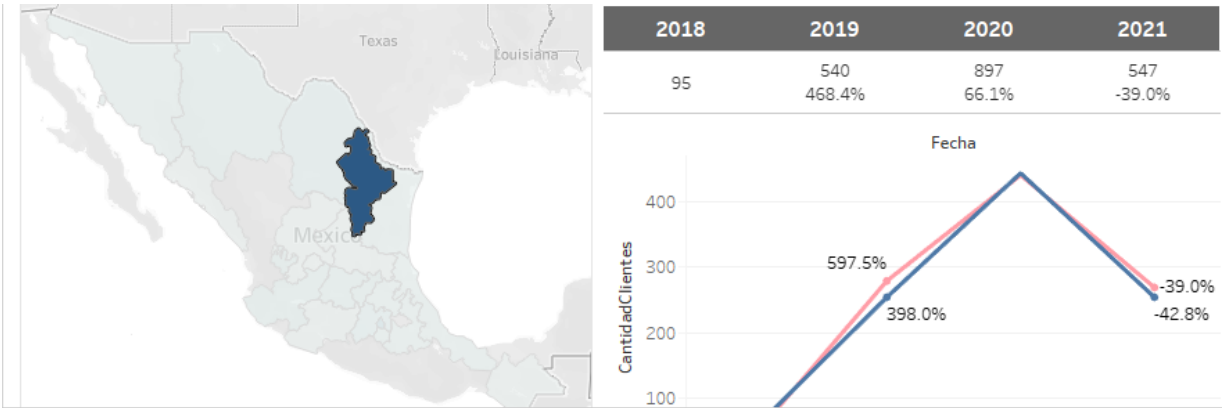 Texas
Louisiana
Mexico
2018 2019 2020 2021
95 540 897 547
468.4% 66.1% -39.0%
Fecha
CantidadClientes
400
300
200
100
597.5%
398.0%
-39.0%
-42.8%